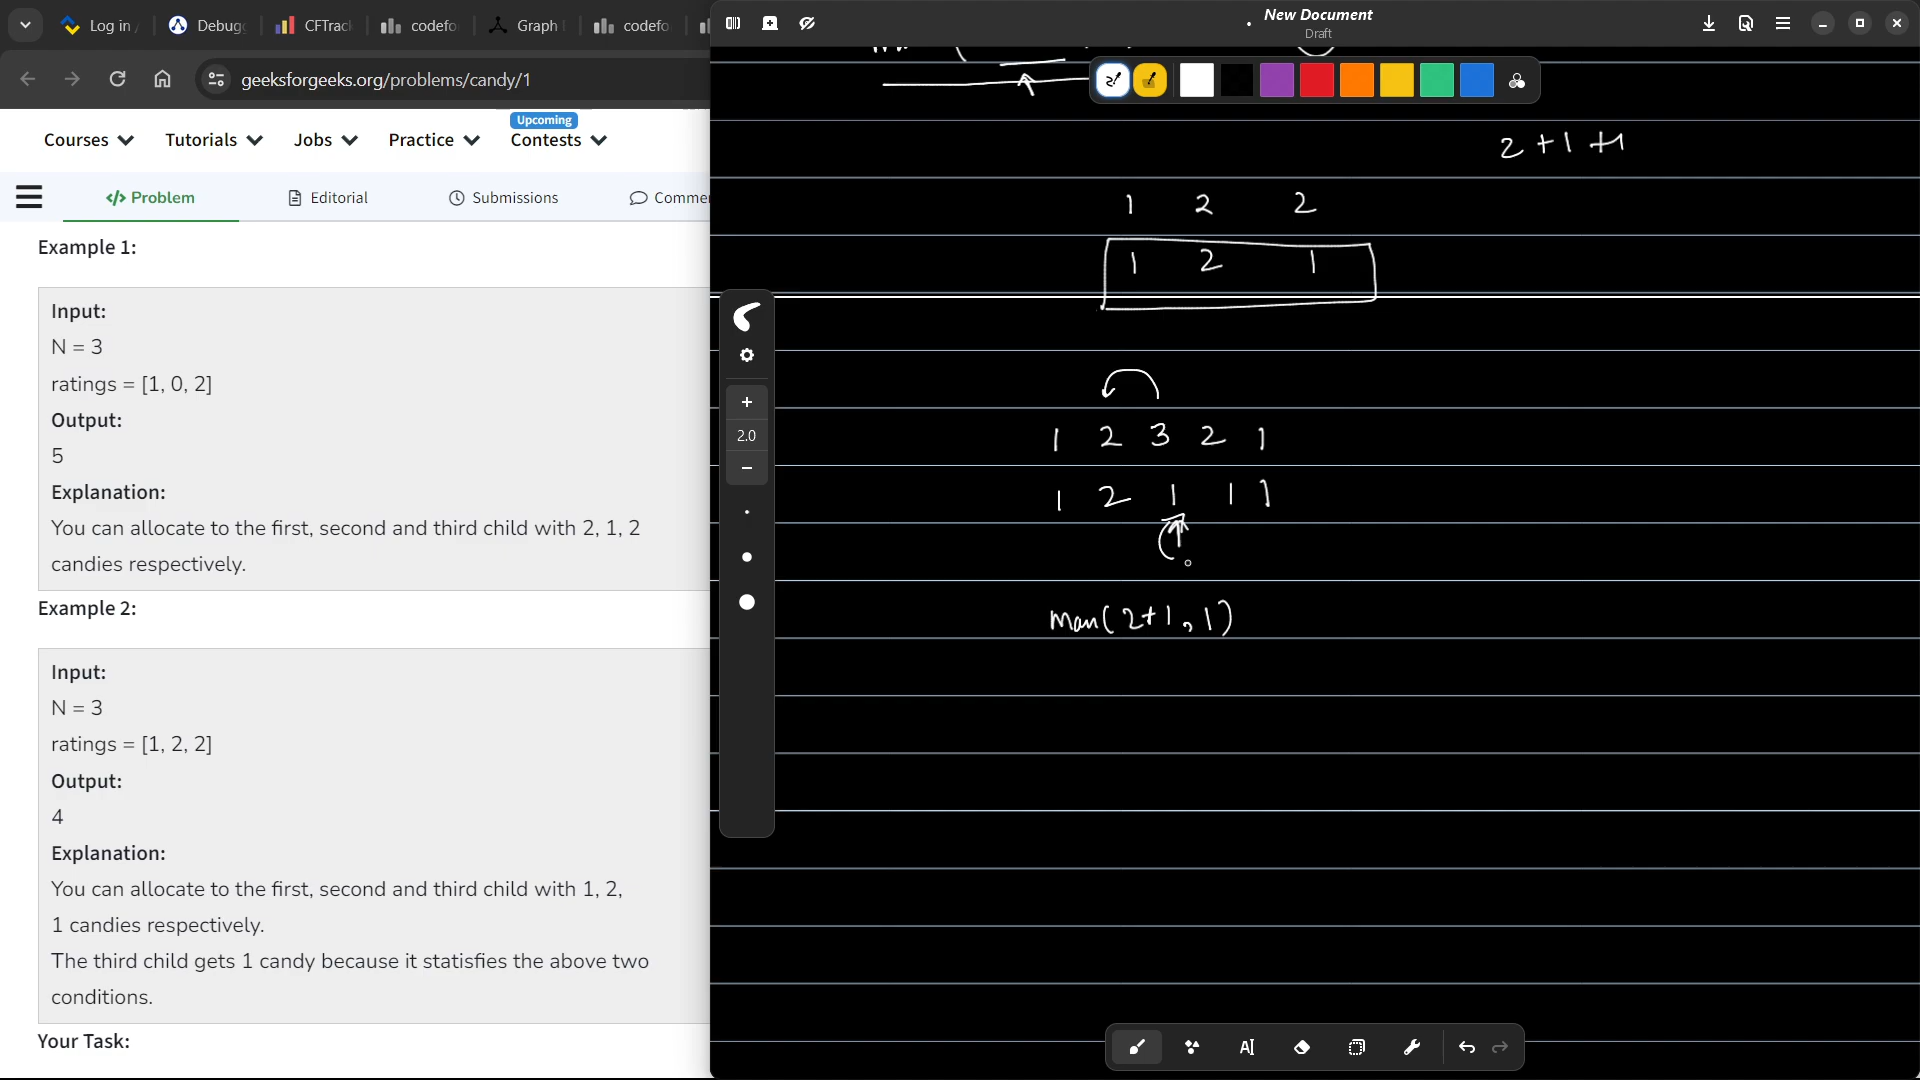 Log in
Debug
CFTrack
codefo
Graph
codefo
New Document
Draft
geeksforgeeks.org/problems/candy/1
Upcoming
Courses Tutorials Jobs Practice Contests
</> Problem Editorial Submissions Comme
Example 1:
Input:
N = 3
ratings = [1, 0, 2]
Output:
5
Explanation:
You can allocate to the first, second and third child with 2, 1, 2
candies respectively.
Example 2:
Input:
N = 3
ratings = [1, 2, 2]
Output:
4
Explanation:
You can allocate to the first, second and third child with 1, 2,
1 candies respectively.
The third child gets 1 candy because it statisfies the above two
conditions.
Your Task:
+
2.0
−
2 + 1 + 1
1 2 2
1 2 1
1 2 3 2 1
1 2 1 1 1
max(2+1, 1)
AI